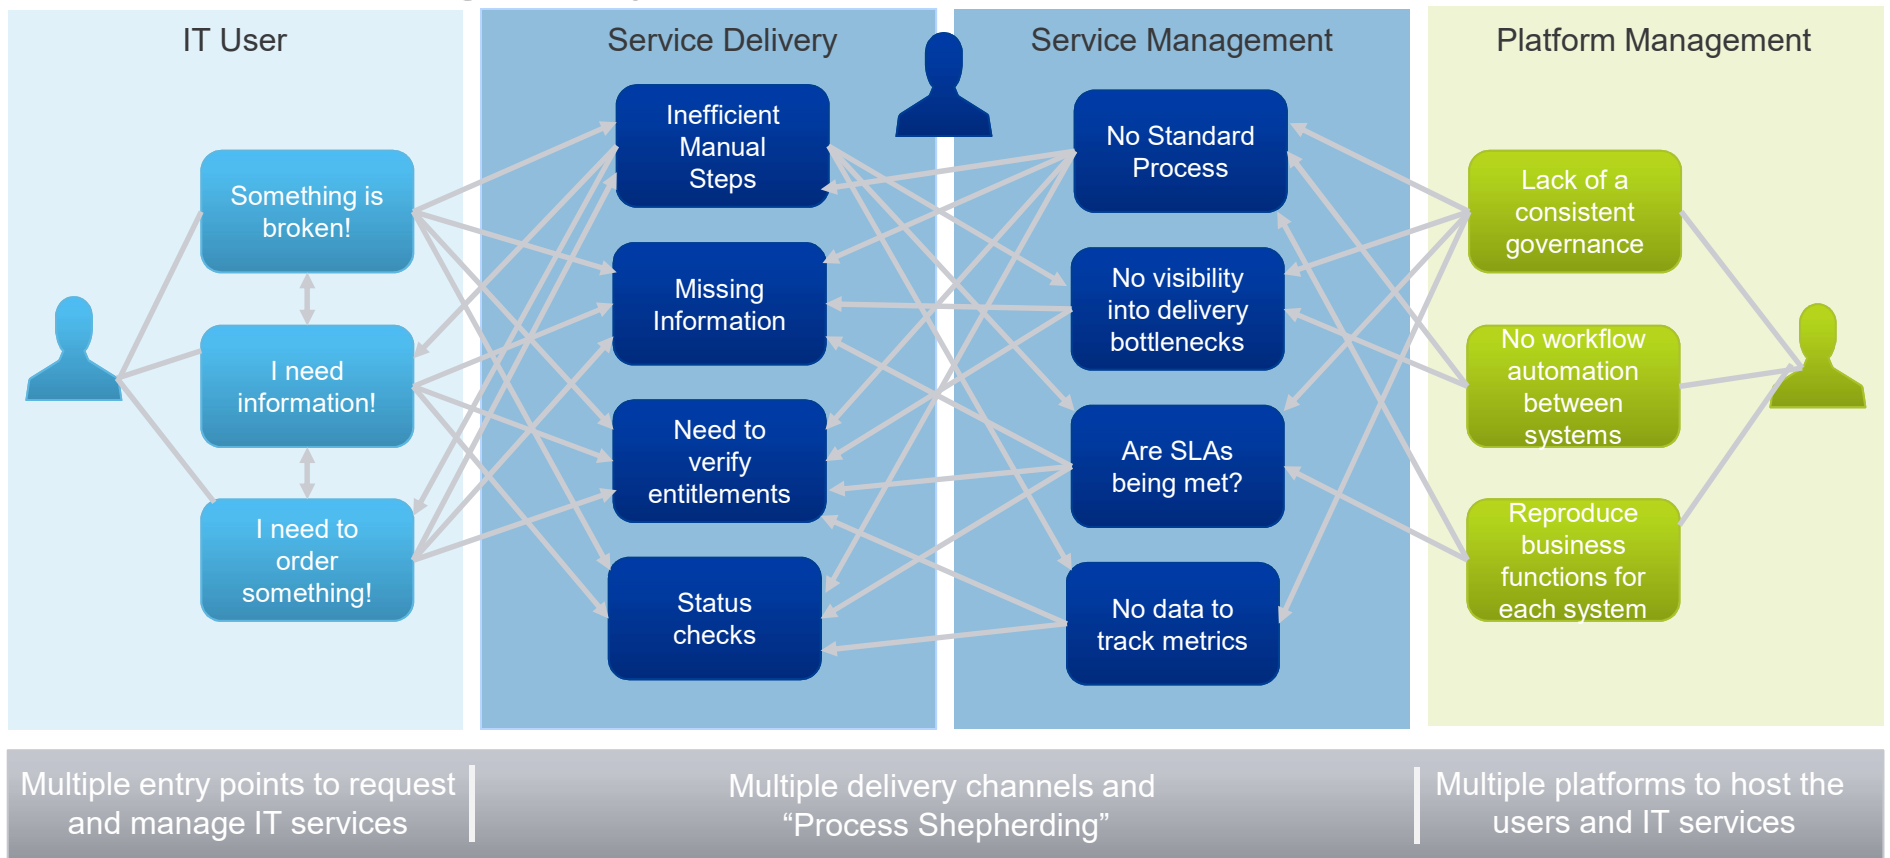 IT User
Service Delivery
Service Management
Platform Management
Something is
broken!
I need
information!
I need to
order
something!
Inefficient
Manual
Steps
Missing
Information
Need to
verify
entitlements
Status
checks
No Standard
Process
No visibility
into delivery
bottlenecks
Are SLAs
being met?
No data to
track metrics
Lack of a
consistent
governance
No workflow
automation
between
systems
Reproduce
business
functions for
each system
Multiple entry points to request
and manage IT services
Multiple delivery channels and
“Process Shepherding”
Multiple platforms to host the
users and IT services